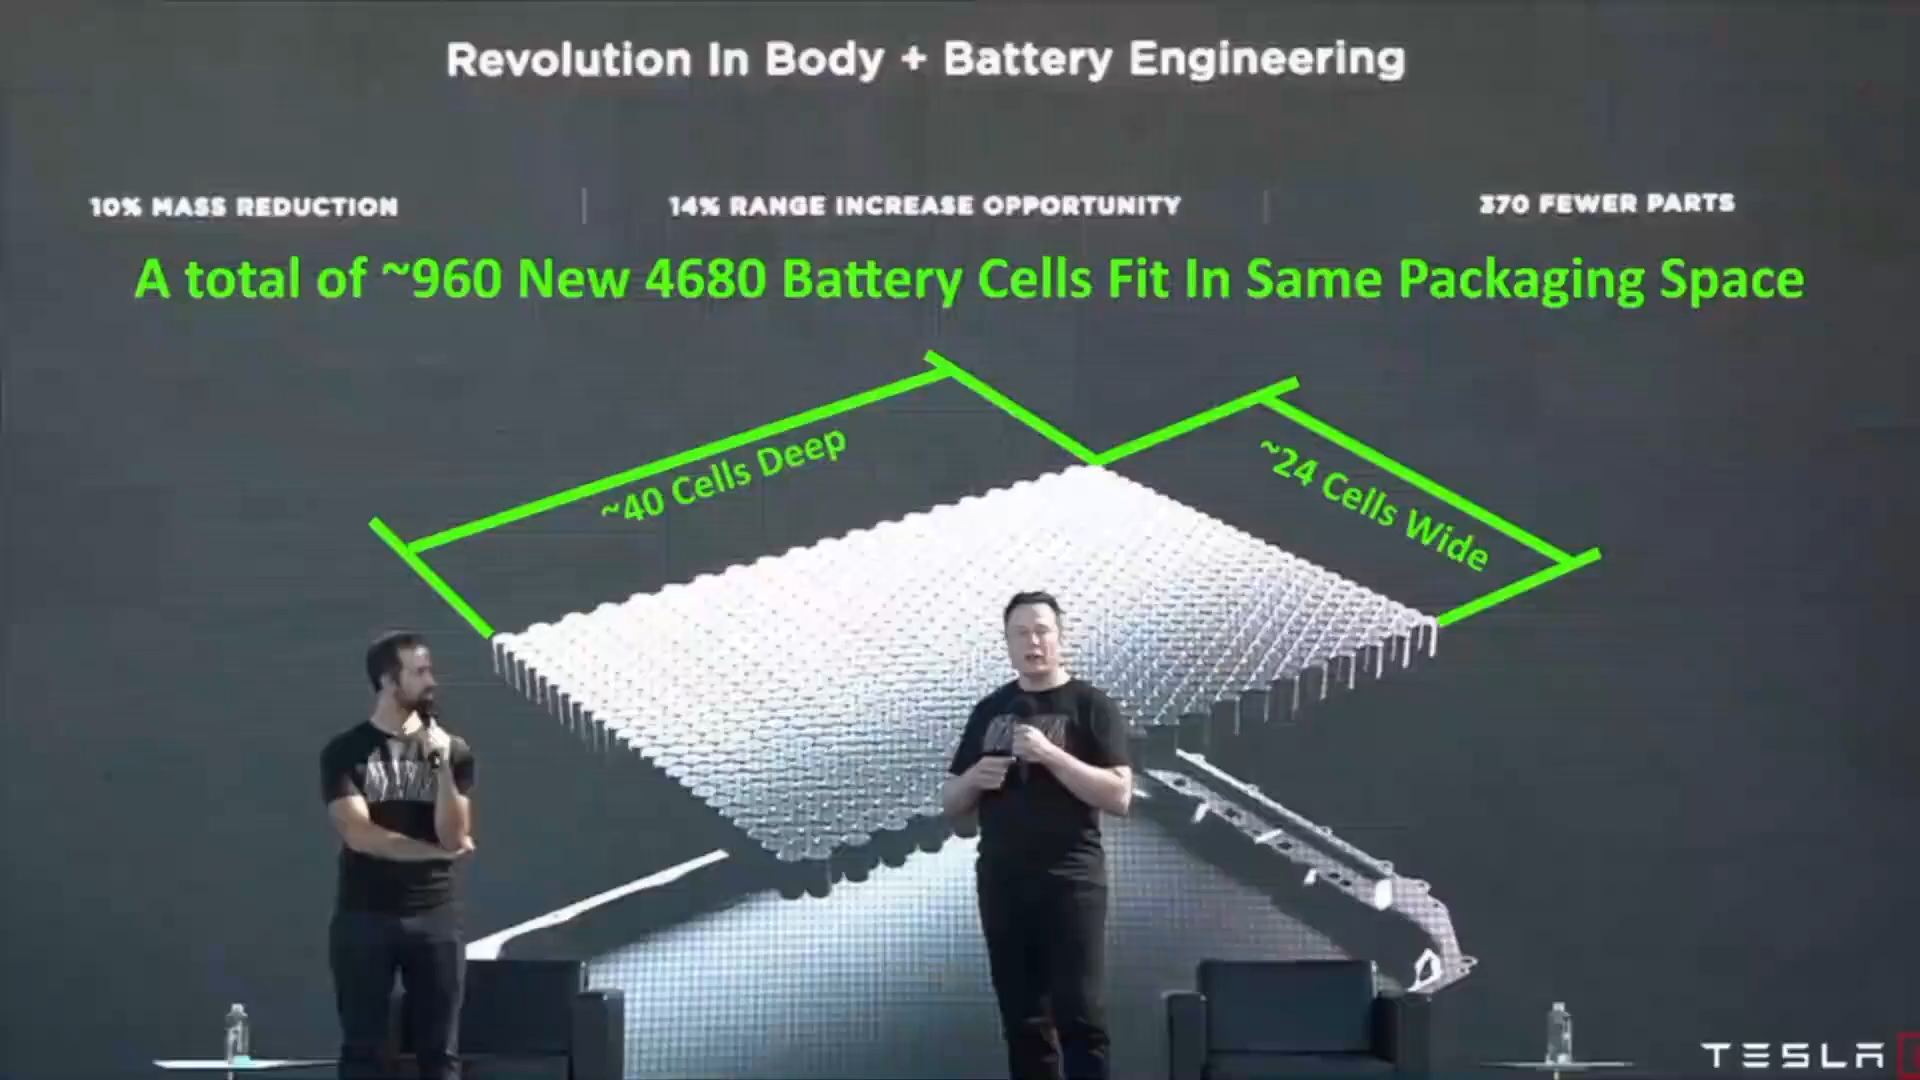 Revolution In Body + Battery Engineering
10% MASS REDUCTION
14% RANGE INCREASE OPPORTUNITY
370 FEWER PARTS
A total of ~960 New 4680 Battery Cells Fit In Same Packaging Space
~40 Cells Deep
~24 Cells Wide
TESLA